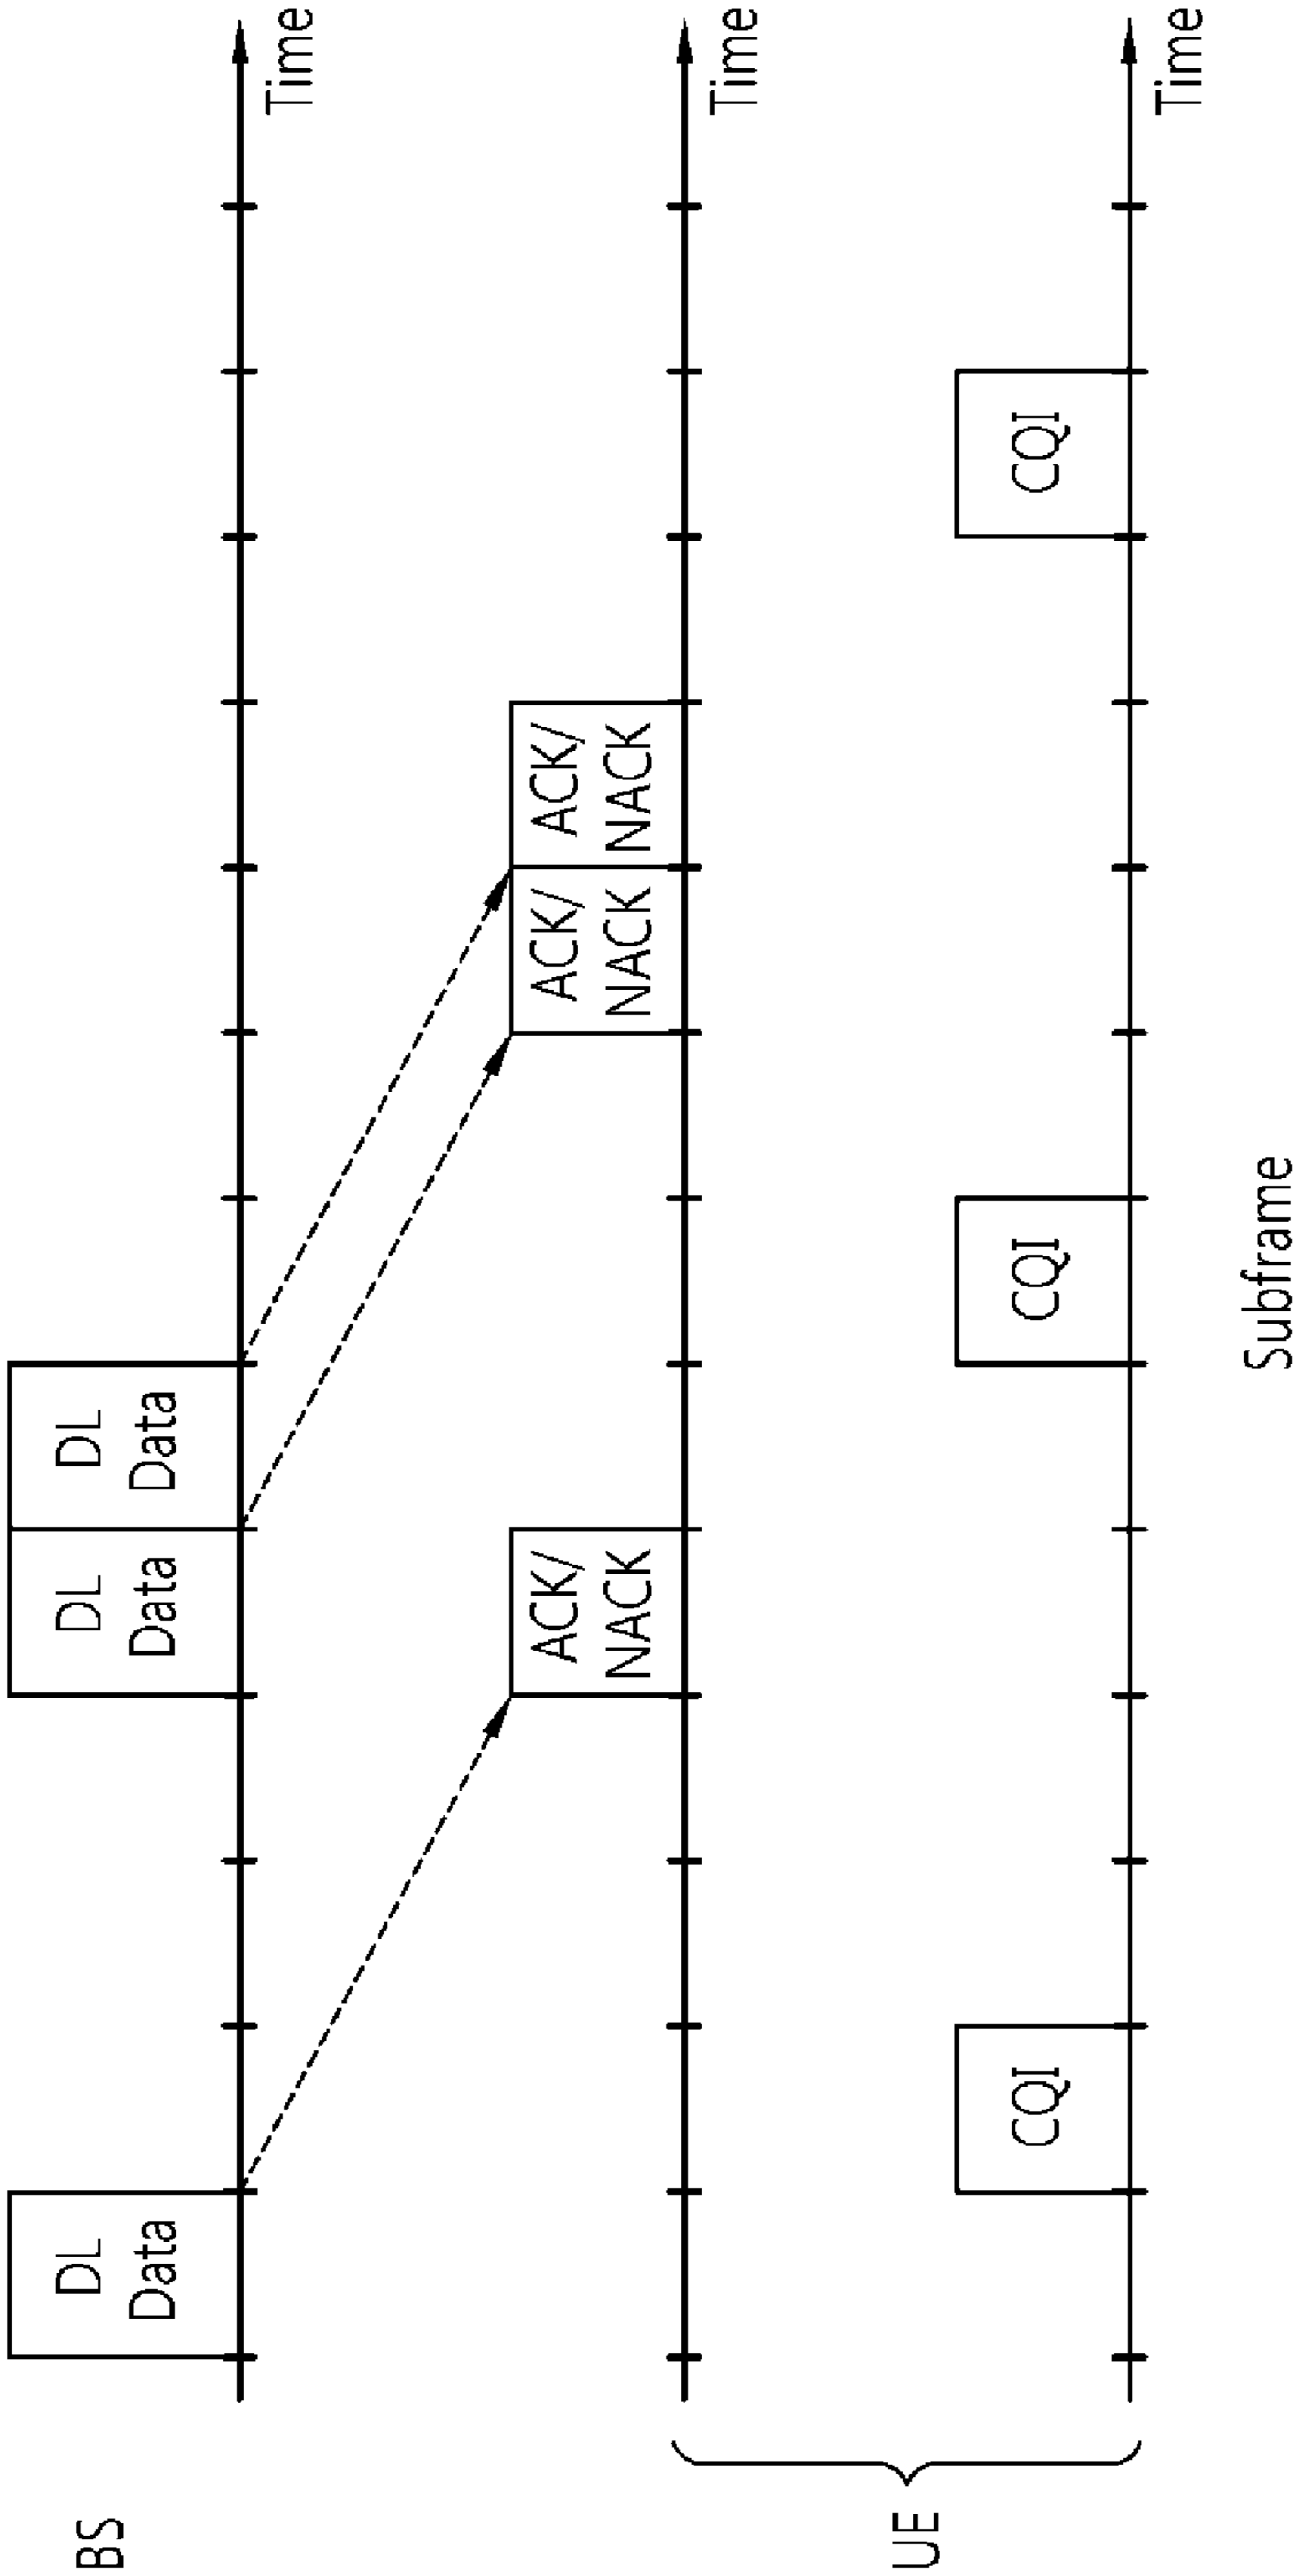 BS
DL
Data
DL
Data
DL
Data
Time
ACK/
NACK
ACK/
NACK
ACK/
NACK
Time
UE
CQI
CQI
CQI
Time
Subframe